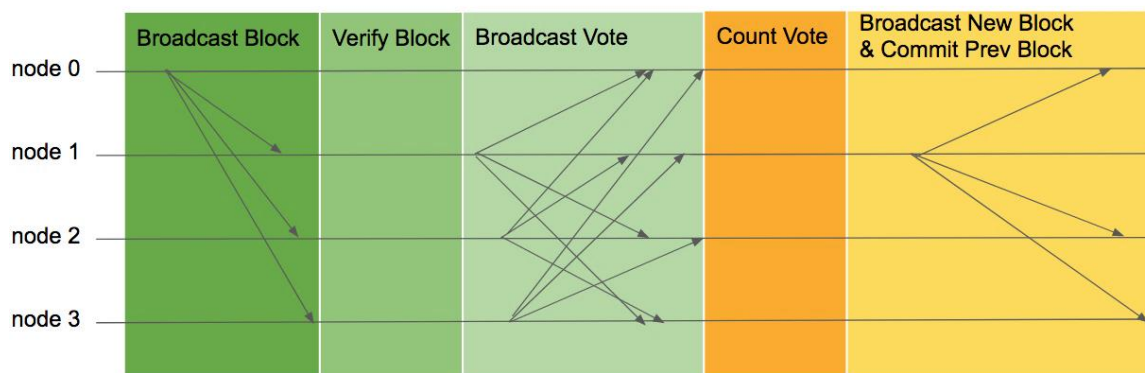 Broadcast Block
Verify Block
Broadcast Vote
Count Vote
Broadcast New Block
& Commit Prev Block
node 0
node 1
node 2
node 3